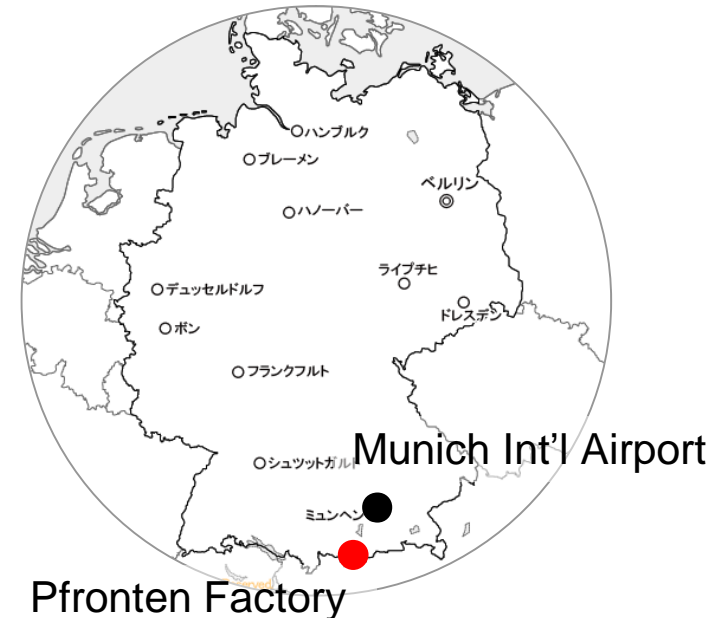 ハンブルク
ブレーメン
ベルリン
ハノーバー
ライプチヒ
デュッセルドルフ
ドレスデン
ボン
フランクフルト
Munich Int'l Airport
シュツットガルト
ミュンヘン
served
Pfronten Factory